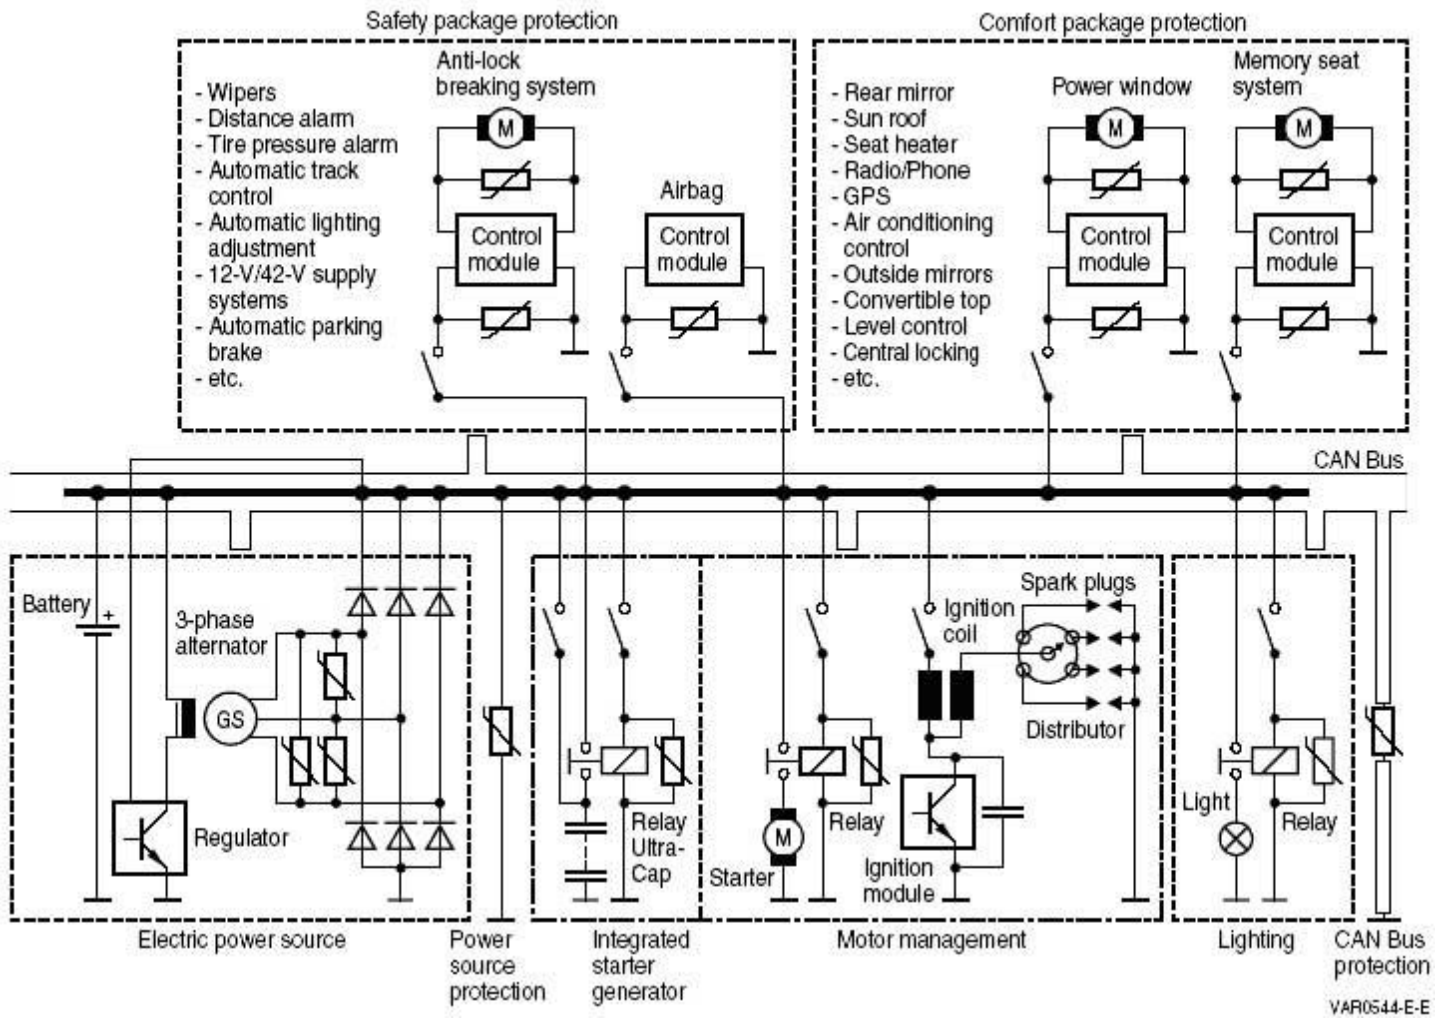 Safety package protection
Comfort package protection
Anti-lock
breaking system
- Wipers
- Distance alarm
- Tire pressure alarm
- Automatic track
control
- Automatic lighting
adjustment
- 12-V/42-V supply
systems
- Automatic parking
brake
- etc.
M
Control
module
Airbag
Control
module
- Rear mirror
- Sun roof
- Seat heater
- Radio/Phone
- GPS
- Air conditioning
control
- Outside mirrors
- Convertible top
- Level control
- Central locking
- etc.
Power window
M
Control
module
Memory seat
system
M
Control
module
CAN Bus
Battery
+
3-phase
alternator
GS
Regulator
Relay
Ultra-
Cap
Starter
M
Relay
Ignition
coil
Spark plugs
Distributor
Ignition
module
Light
Relay
Electric power source
Power
source
protection
Integrated
starter
generator
Motor management
Lighting
CAN Bus
protection
VAR0544-E-E